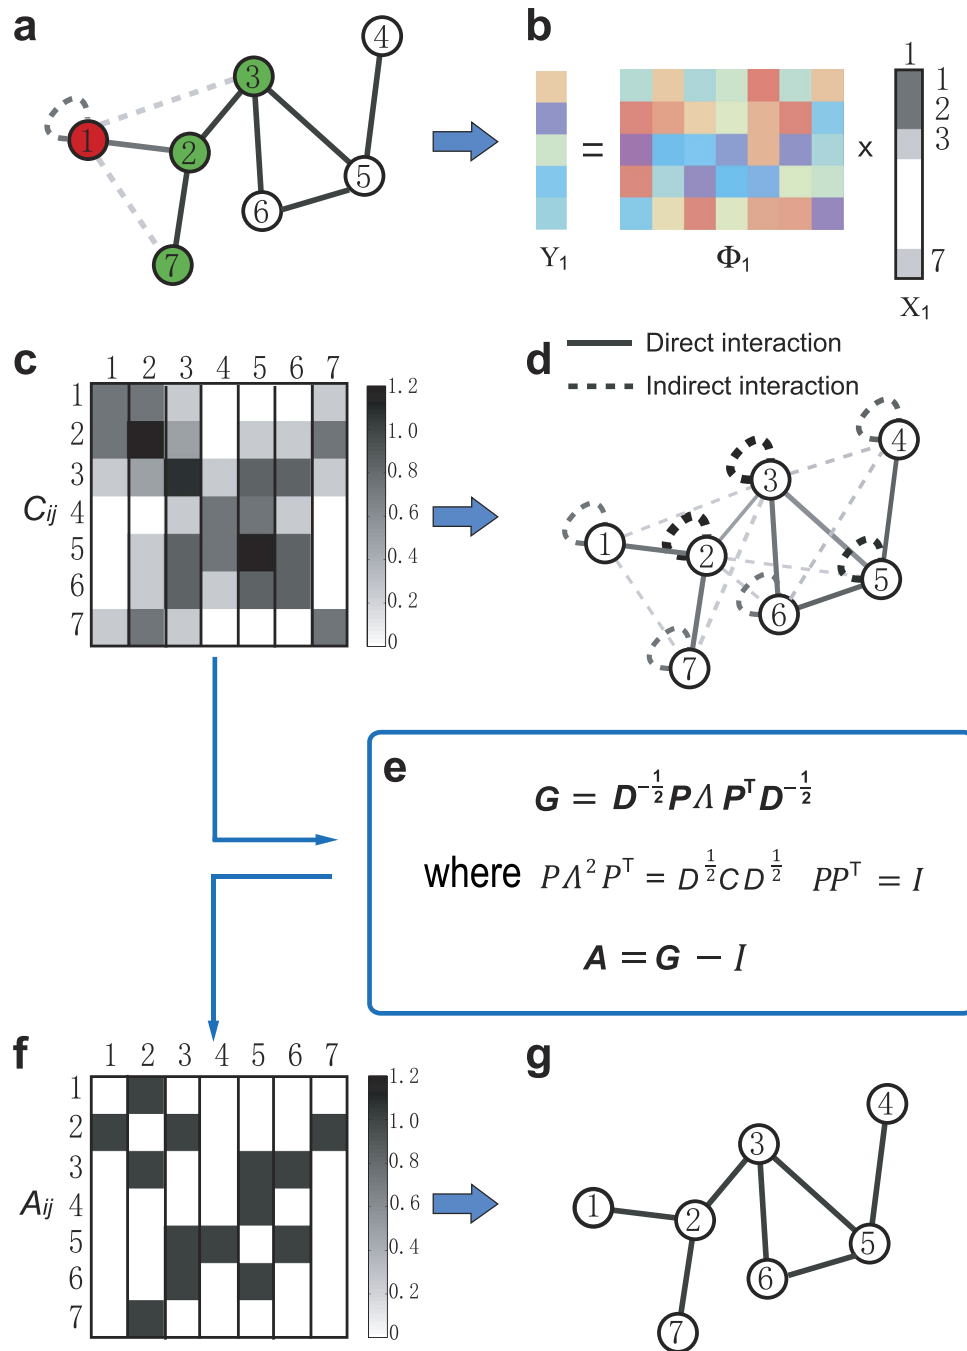 a
1
2
3
4
5
6
7
b
Y₁
=
Φ₁
x
1
1
2
3
7
X₁
c
1 2 3 4 5 6 7
1
2
3
4
5
6
7
Cij
1.2
1.0
0.8
0.6
0.4
0.2
0
d
Direct interaction
Indirect interaction
1
2
3
4
5
6
7
e
G = D^{-1/2} P Λ P^T D^{-1/2}
where PΛ²P^T = D^{1/2} C D^{1/2} PP^T = I
A = G − I
f
1 2 3 4 5 6 7
1
2
3
4
5
6
7
Aij
1.2
1.0
0.8
0.6
0.4
0.2
0
g
1
2
3
4
5
6
7